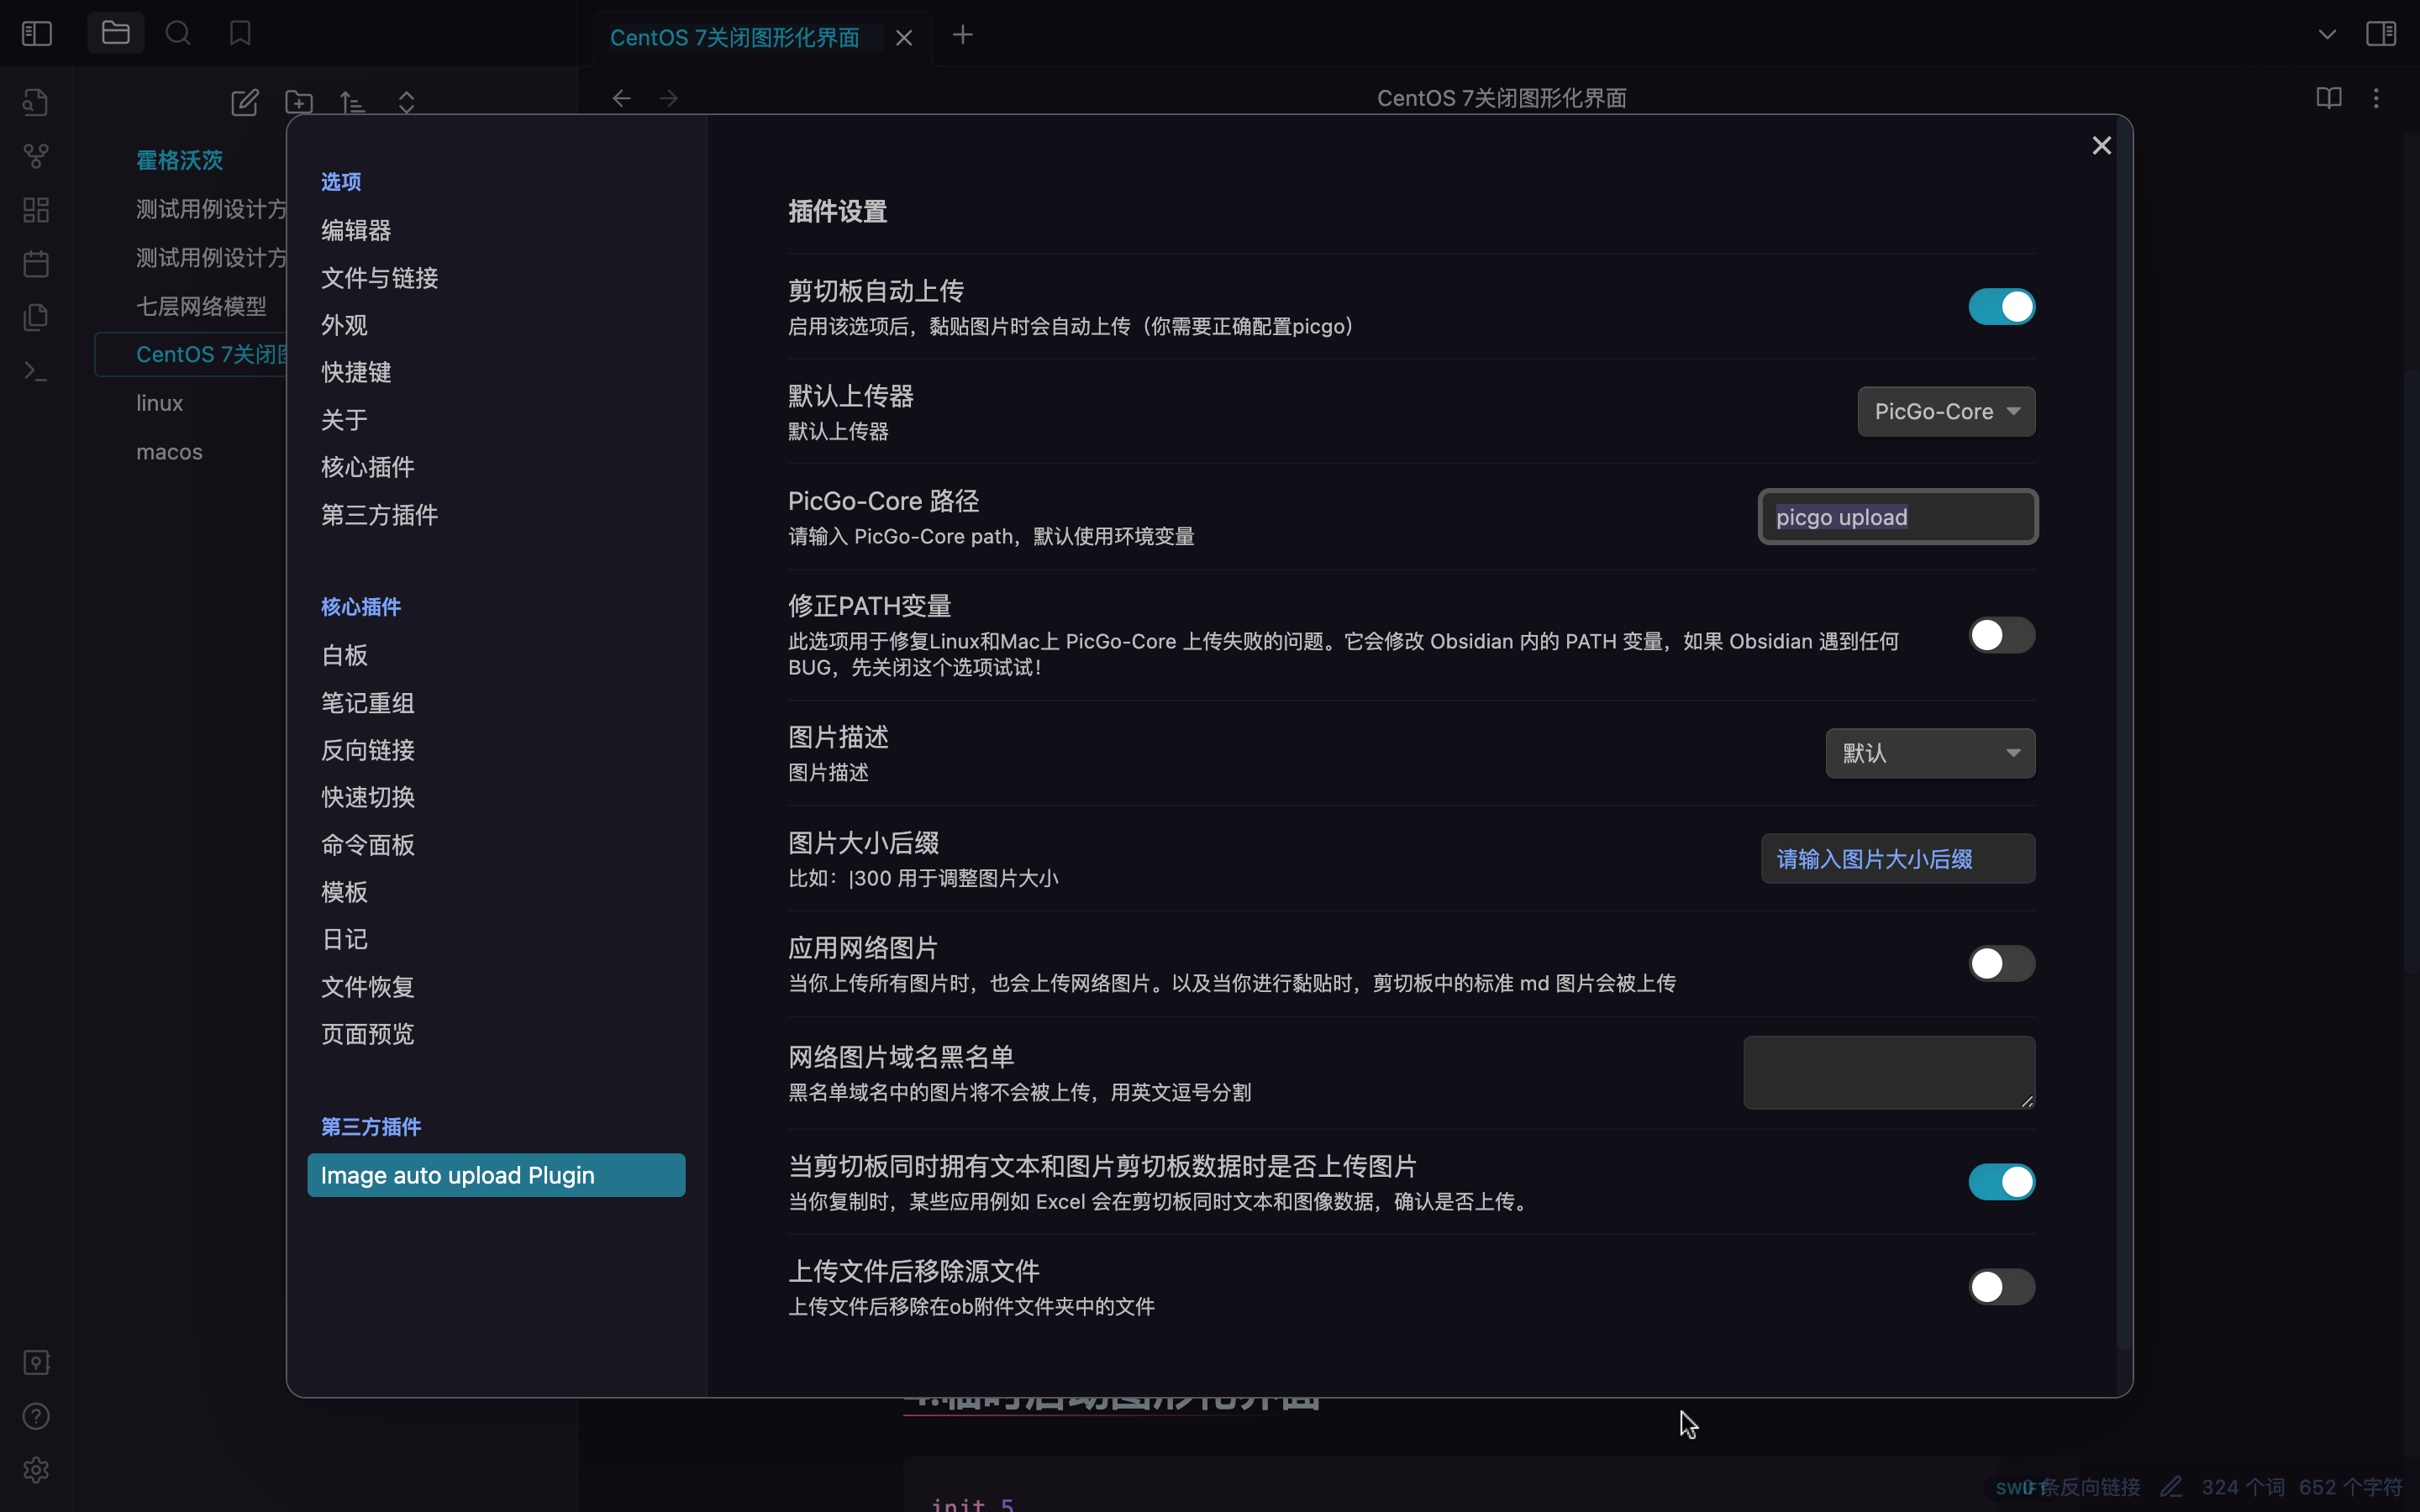 CentOS 7关闭图形化界面
CentOS 7关闭图形化界面
霍格沃茨
测试用例设计方
测试用例设计方
七层网络模型
CentOS 7关闭图
linux
macos
选项
编辑器
文件与链接
外观
快捷键
关于
核心插件
第三方插件
核心插件
白板
笔记重组
反向链接
快速切换
命令面板
模板
日记
文件恢复
页面预览
第三方插件
Image auto upload Plugin
插件设置
剪切板自动上传
启用该选项后，黏贴图片时会自动上传（你需要正确配置picgo）
默认上传器
默认上传器
PicGo-Core
PicGo-Core 路径
请输入 PicGo-Core path，默认使用环境变量
picgo upload
修正PATH变量
此选项用于修复Linux和Mac上 PicGo-Core 上传失败的问题。它会修改 Obsidian 内的 PATH 变量，如果 Obsidian 遇到任何
BUG，先关闭这个选项试试！
图片描述
图片描述
默认
图片大小后缀
比如：|300 用于调整图片大小
请输入图片大小后缀
应用网络图片
当你上传所有图片时，也会上传网络图片。以及当你进行黏贴时，剪切板中的标准 md 图片会被上传
网络图片域名黑名单
黑名单域名中的图片将不会被上传，用英文逗号分割
当剪切板同时拥有文本和图片剪切板数据时是否上传图片
当你复制时，某些应用例如 Excel 会在剪切板同时文本和图像数据，确认是否上传。
上传文件后移除源文件
上传文件后移除在ob附件文件夹中的文件
4.临时启动图形化界面
init 5
条反向链接
324 个词
652 个字符